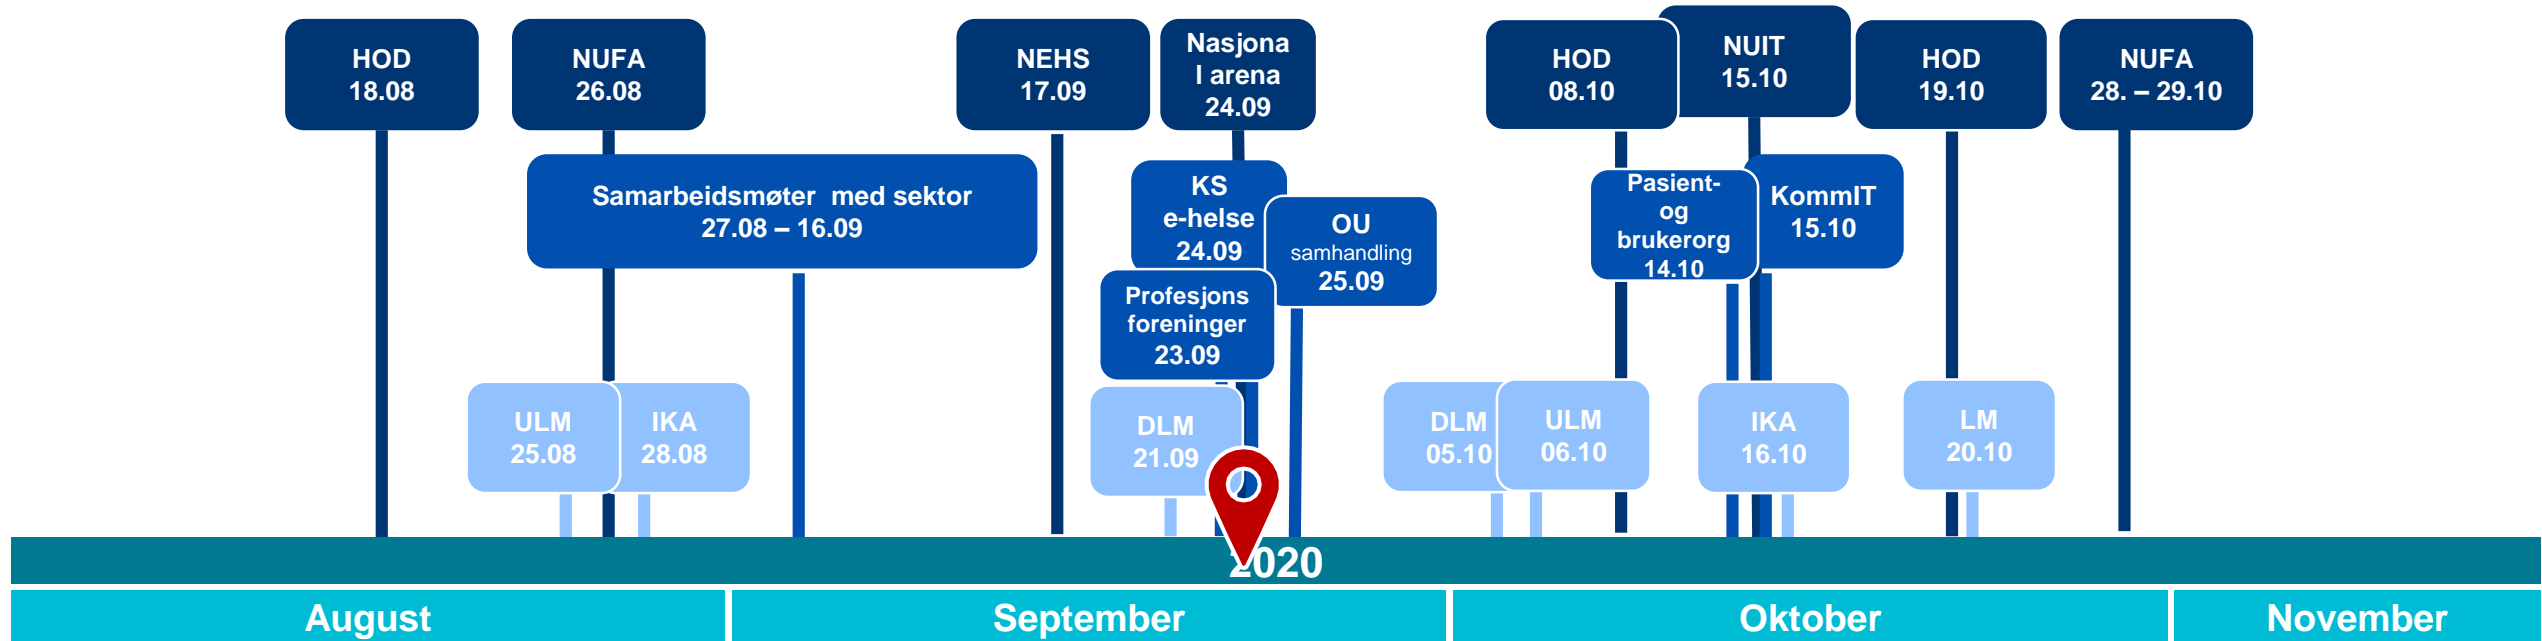 HOD
18.08
NUFA
26.08
NEHS
17.09
Nasjona
l arena
24.09
HOD
08.10
NUIT
15.10
HOD
19.10
NUFA
28. – 29.10
Samarbeidsmøter  med sektor
27.08 – 16.09
KS
e-helse
24.09
OU
samhandling
25.09
Profesjons
foreninger
23.09
Pasient-
og
brukerorg
14.10
KommIT
15.10
ULM
25.08
IKA
28.08
DLM
21.09
DLM
05.10
ULM
06.10
IKA
16.10
LM
20.10
2020
August
September
Oktober
November